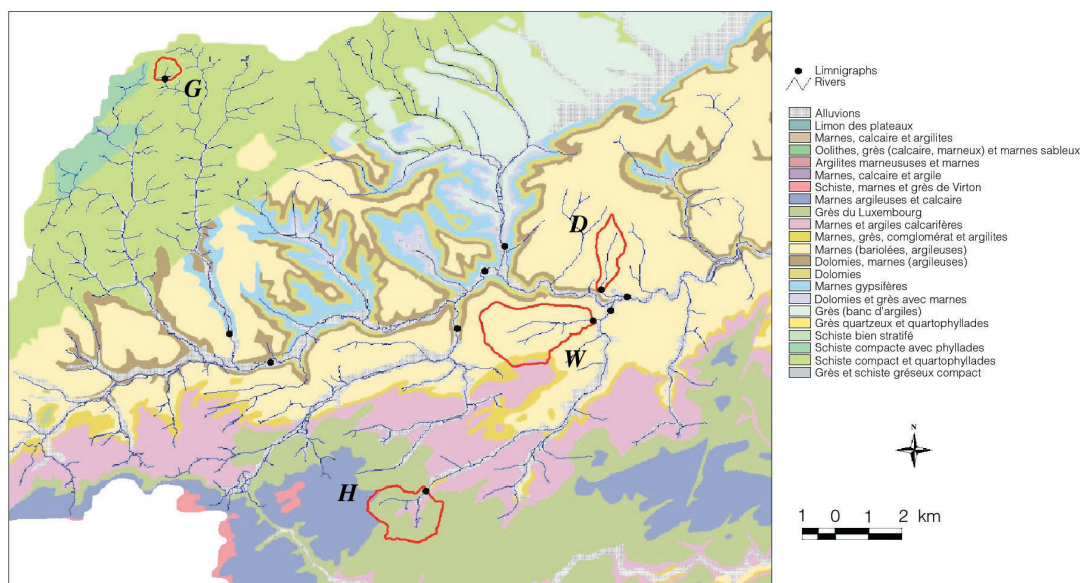 G
D
W
H
Limnigraphs
Rivers
Alluvions
Limon des plateaux
Marnes, calcaire et argilites
Oolithes, grès (calcaire, marneux) et marnes sableux
Argilites marneususes et marnes
Marnes, calcaire et argile
Schiste, marnes et grès de Virton
Marnes argileuses et calcaire
Grès du Luxembourg
Marnes et argiles calcarifères
Marnes, grès, comglomérat et argilites
Marnes (bariolées, argileuses)
Dolomies, marnes (argileuses)
Dolomies
Marnes gypsifères
Dolomies et grès avec marnes
Grès (banc d'argiles)
Grès quartzeux et quartophyllades
Schiste bien stratifé
Schiste compacte avec phyllades
Schiste compact et quartophyllades
Grès et schiste gréseux compact
N
1 0 1 2 km